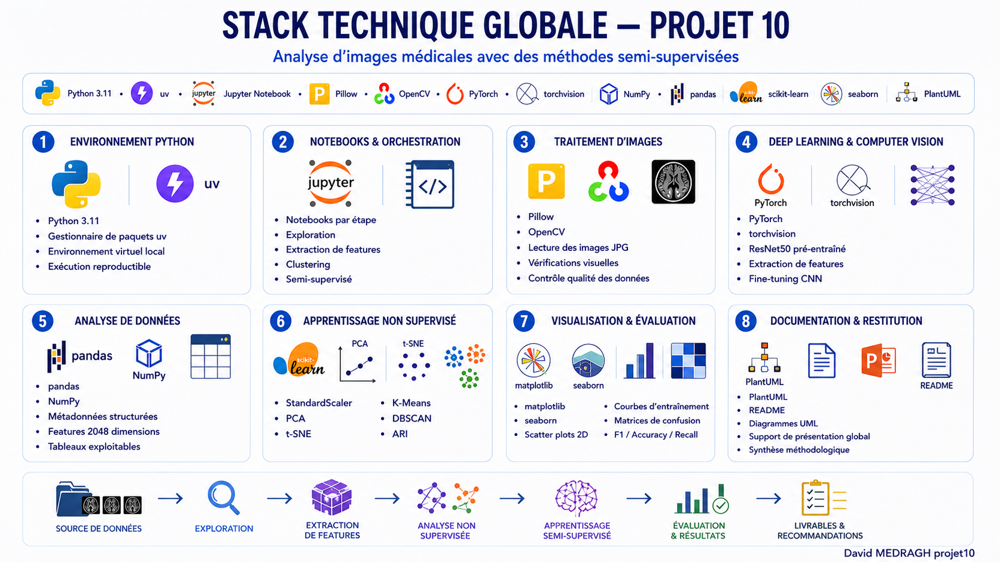 STACK TECHNIQUE GLOBALE — PROJET 10
Analyse d'images médicales avec des méthodes semi-supervisées
Python 3.11 • uv • jupyter Jupyter Notebook • P Pillow • OpenCV • PyTorch • torchvision NumPy • pandas scikit-learn scikit-learn seaborn PlantUML
1 ENVIRONNEMENT PYTHON
uv
• Python 3.11
• Gestionnaire de paquets uv
• Environnement virtuel local
• Exécution reproductible
2 NOTEBOOKS & ORCHESTRATION
jupyter
</>
• Notebooks par étape
• Exploration
• Extraction de features
• Clustering
• Semi-supervisé
3 TRAITEMENT D'IMAGES
P
• Pillow
• OpenCV
• Lecture des images JPG
• Vérifications visuelles
• Contrôle qualité des données
4 DEEP LEARNING & COMPUTER VISION
PyTorch
torchvision
• PyTorch
• torchvision
• ResNet50 pré-entraîné
• Extraction de features
• Fine-tuning CNN
5 ANALYSE DE DONNÉES
pandas
NumPy
• pandas
• NumPy
• Métadonnées structurées
• Features 2048 dimensions
• Tableaux exploitables
6 APPRENTISSAGE NON SUPERVISÉ
scikit-learn
PCA
t-SNE
• StandardScaler
• PCA
• t-SNE
• K-Means
• DBSCAN
• ARI
7 VISUALISATION & ÉVALUATION
matplotlib
seaborn
• matplotlib
• seaborn
• Scatter plots 2D
• Courbes d'entraînement
• Matrices de confusion
• F1 / Accuracy / Recall
8 DOCUMENTATION & RESTITUTION
PlantUML
P
README
• PlantUML
• README
• Diagrammes UML
• Support de présentation global
• Synthèse méthodologique
SOURCE DE DONNÉES
EXPLORATION
EXTRACTION
DE FEATURES
ANALYSE NON
SUPERVISÉE
APPRENTISSAGE
SEMI-SUPERVISÉ
ÉVALUATION
& RÉSULTATS
LIVRABLES &
RECOMMANDATIONS
David MEDRAGH projet10